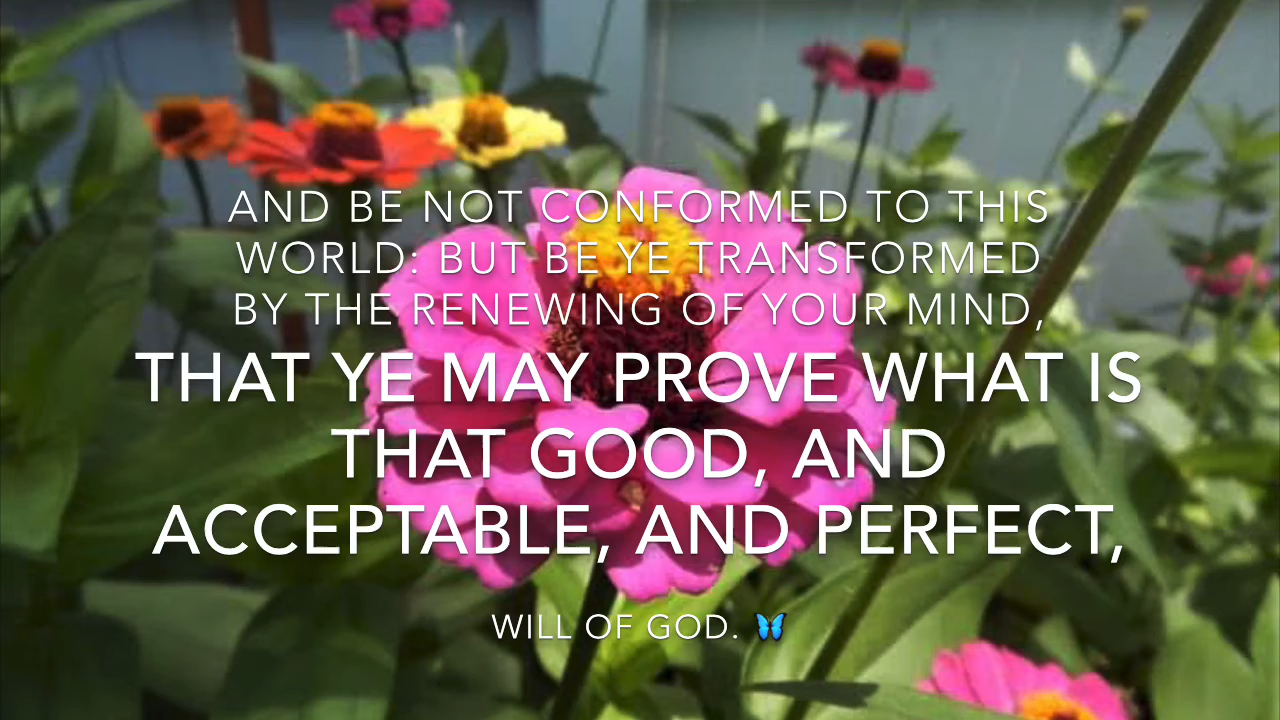 AND BE NOT CONFORMED TO THIS
WORLD: BUT BE YE TRANSFORMED
BY THE RENEWING OF YOUR MIND,
THAT YE MAY PROVE WHAT IS
THAT GOOD, AND
ACCEPTABLE, AND PERFECT,
WILL OF GOD. 🦋